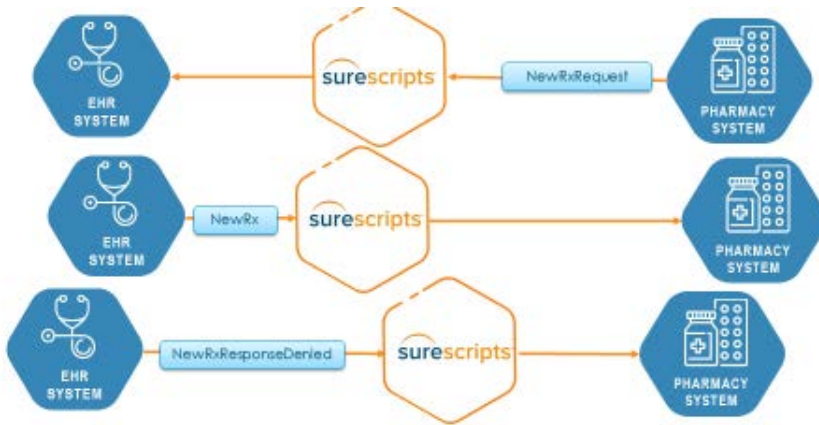 surescripts
NewRxRequest
EHR
SYSTEM
PHARMACY
SYSTEM
NewRx
surescripts
EHR
SYSTEM
PHARMACY
SYSTEM
NewRxResponseDenied
surescripts
EHR
SYSTEM
PHARMACY
SYSTEM